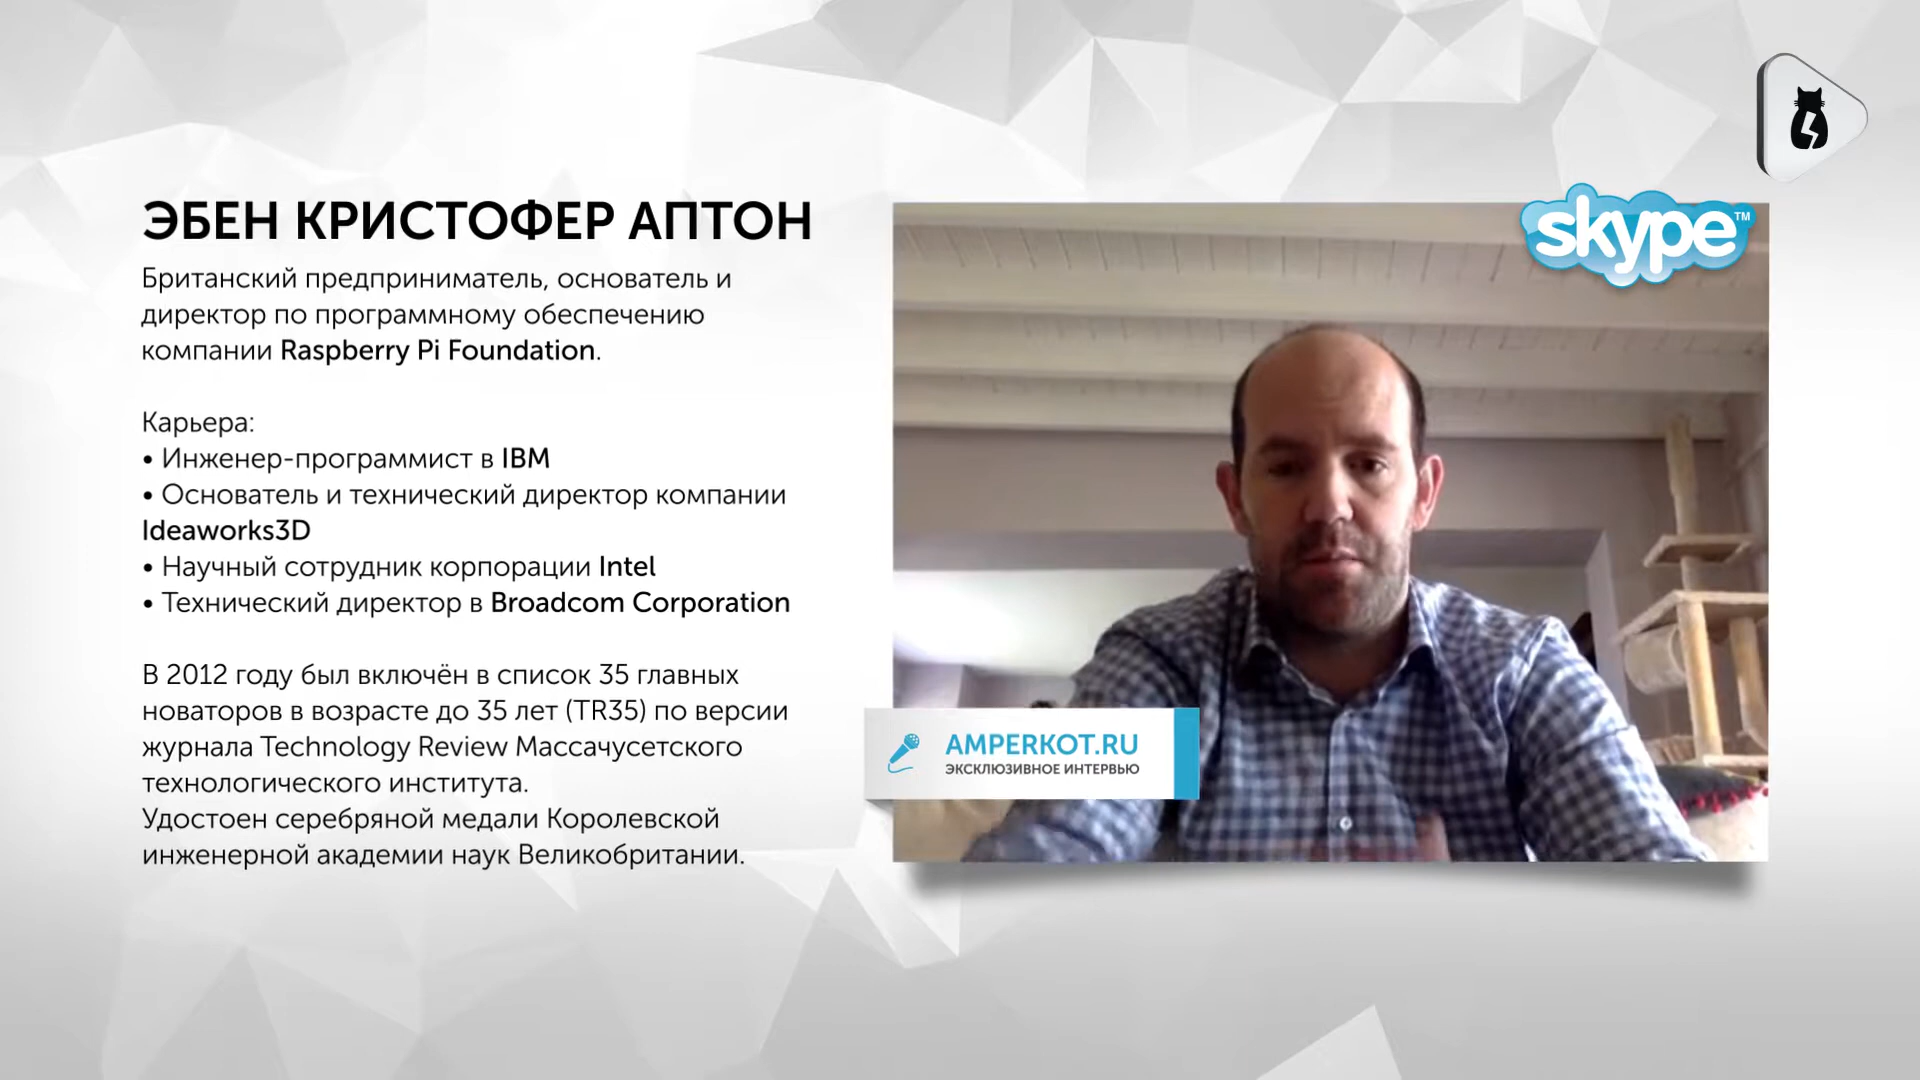 ЭБЕН КРИСТОФЕР АПТОН
Британский предприниматель, основатель и
директор по программному обеспечению
компании Raspberry Pi Foundation.
Карьера:
• Инженер-программист в IBM
• Основатель и технический директор компании
Ideaworks3D
• Научный сотрудник корпорации Intel
• Технический директор в Broadcom Corporation
В 2012 году был включён в список 35 главных
новаторов в возрасте до 35 лет (TR35) по версии
журнала Technology Review Массачусетского
технологического института.
Удостоен серебряной медали Королевской
инженерной академии наук Великобритании.
skype™
AMPERKOT.RU
ЭКСКЛЮЗИВНОЕ ИНТЕРВЬЮ